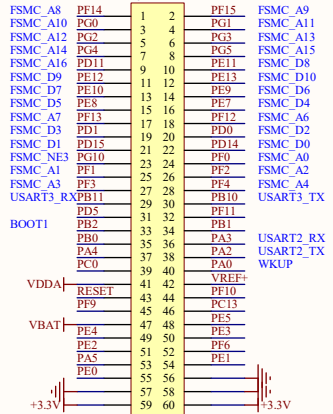 FSMC_A8 PF14 1 2 PF15 FSMC_A9
FSMC_A10 PG0 3 4 PG1 FSMC_A11
FSMC_A12 PG2 5 6 PG3 FSMC_A13
FSMC_A14 PG4 7 8 PG5 FSMC_A15
FSMC_A16 PD11 9 10 PE11 FSMC_D8
FSMC_D9 PE12 11 12 PE13 FSMC_D10
FSMC_D7 PE10 13 14 PE9 FSMC_D6
FSMC_D5 PE8 15 16 PE7 FSMC_D4
FSMC_A7 PF13 17 18 PF12 FSMC_A6
FSMC_D3 PD1 19 20 PD0 FSMC_D2
FSMC_D1 PD15 21 22 PD14 FSMC_D0
FSMC_NE3 PG10 23 24 PF0 FSMC_A0
FSMC_A1 PF1 25 26 PF2 FSMC_A2
FSMC_A3 PF3 27 28 PF4 FSMC_A4
USART3_RX PB11 29 30 PB10 USART3_TX
PD5 31 32 PF11
BOOT1 PB2 33 34 PB1
PB0 35 36 PA3 USART2_RX
PA4 37 38 PA2 USART2_TX
PC0 39 40 PA0 WKUP
VDDA 41 42 VREF+
RESET 43 44 PF10
PF9 45 46 PC13
VBAT 47 48 PE5
PE4 49 50 PE3
PE2 51 52 PF6
PA5 53 54 PE1
PE0 55 56
57 58
+3.3V 59 60 +3.3V